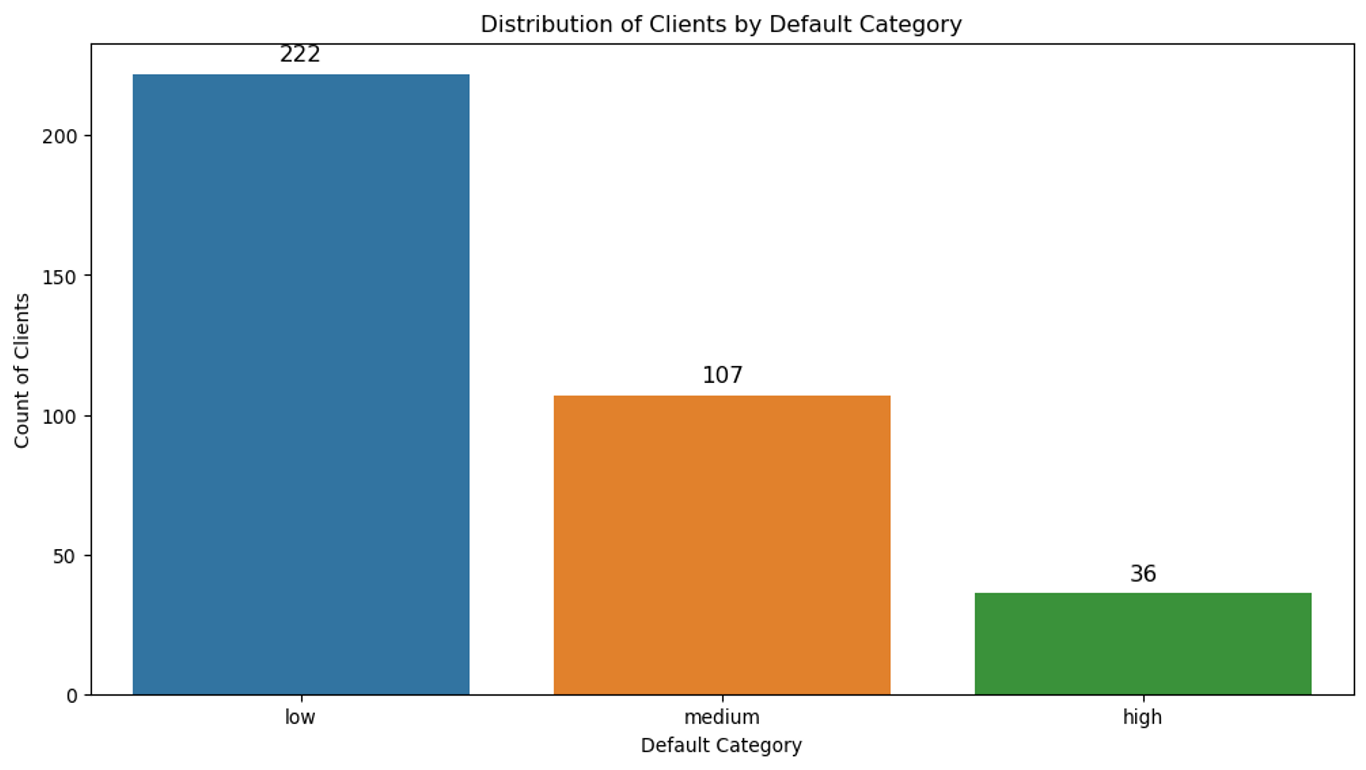 Distribution of Clients by Default Category
222
200
150
107
100
50
36
0
low
medium
high
Default Category
Count of Clients